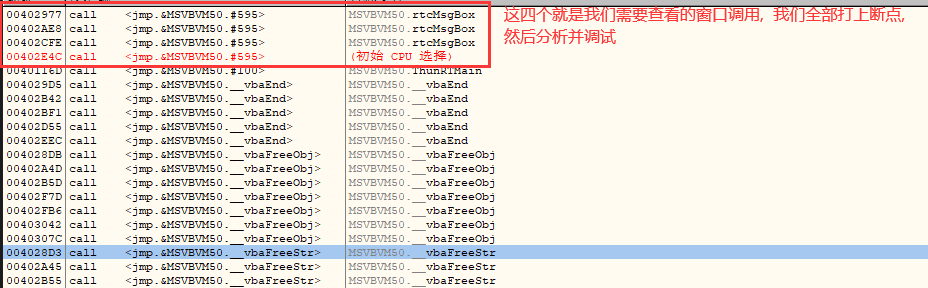 00402977 call <jmp.&MSVBVM50.#595> MSVBVM50.rtcMsgBox
这四个就是我们需要查看的窗口调用, 我们全部打上断点,
00402AE8 call <jmp.&MSVBVM50.#595> MSVBVM50.rtcMsgBox
然后分析并调试
00402CFE call <jmp.&MSVBVM50.#595> MSVBVM50.rtcMsgBox
00402E4C call <jmp.&MSVBVM50.#595> (初始 CPU 选择)
0040116D call <jmp.&MSVBVM50.#100> MSVBVM50.ThunRTMain
004029D5 call <jmp.&MSVBVM50.__vbaEnd> MSVBVM50.__vbaEnd
00402B42 call <jmp.&MSVBVM50.__vbaEnd> MSVBVM50.__vbaEnd
00402BF1 call <jmp.&MSVBVM50.__vbaEnd> MSVBVM50.__vbaEnd
00402D55 call <jmp.&MSVBVM50.__vbaEnd> MSVBVM50.__vbaEnd
00402EEC call <jmp.&MSVBVM50.__vbaEnd> MSVBVM50.__vbaEnd
004028DB call <jmp.&MSVBVM50.__vbaFreeObj> MSVBVM50.__vbaFreeObj
00402A4D call <jmp.&MSVBVM50.__vbaFreeObj> MSVBVM50.__vbaFreeObj
00402B5D call <jmp.&MSVBVM50.__vbaFreeObj> MSVBVM50.__vbaFreeObj
00402F7D call <jmp.&MSVBVM50.__vbaFreeObj> MSVBVM50.__vbaFreeObj
00402FB6 call <jmp.&MSVBVM50.__vbaFreeObj> MSVBVM50.__vbaFreeObj
00403042 call <jmp.&MSVBVM50.__vbaFreeObj> MSVBVM50.__vbaFreeObj
0040307C call <jmp.&MSVBVM50.__vbaFreeObj> MSVBVM50.__vbaFreeObj
004028D3 call <jmp.&MSVBVM50.__vbaFreeStr> MSVBVM50.__vbaFreeStr
00402A45 call <jmp.&MSVBVM50.__vbaFreeStr> MSVBVM50.__vbaFreeStr
00402B55 call <jmp.&MSVBVM50.__vbaFreeStr> MSVBVM50.__vbaFreeStr